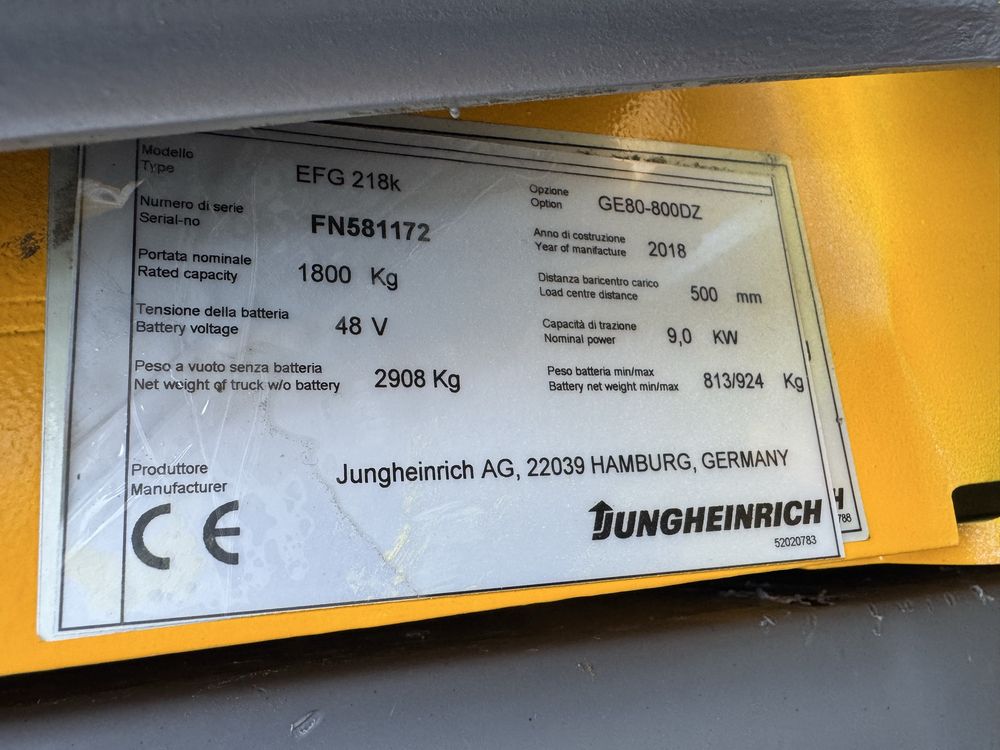 Modello
Type
EFG 218k
Opzione
Option
GE80-800DZ
Numero di serie
Serial-no
FN581172
Anno di costruzione
Year of manifacture
2018
Portata nominale
Rated capacity
1800 Kg
Distanza baricentro carico
Load centre distance
500 mm
Tensione della batteria
Battery voltage
48 V
Capacità di trazione
Nominal power
9,0 KW
Peso a vuoto senza batteria
Net weight of truck w/o battery
2908 Kg
Peso batteria min/max
Battery net weight min/max
813/924 Kg
Produttore
Manufacturer
Jungheinrich AG, 22039 HAMBURG, GERMANY
CE
JUNGHEINRICH
52020783
H
788